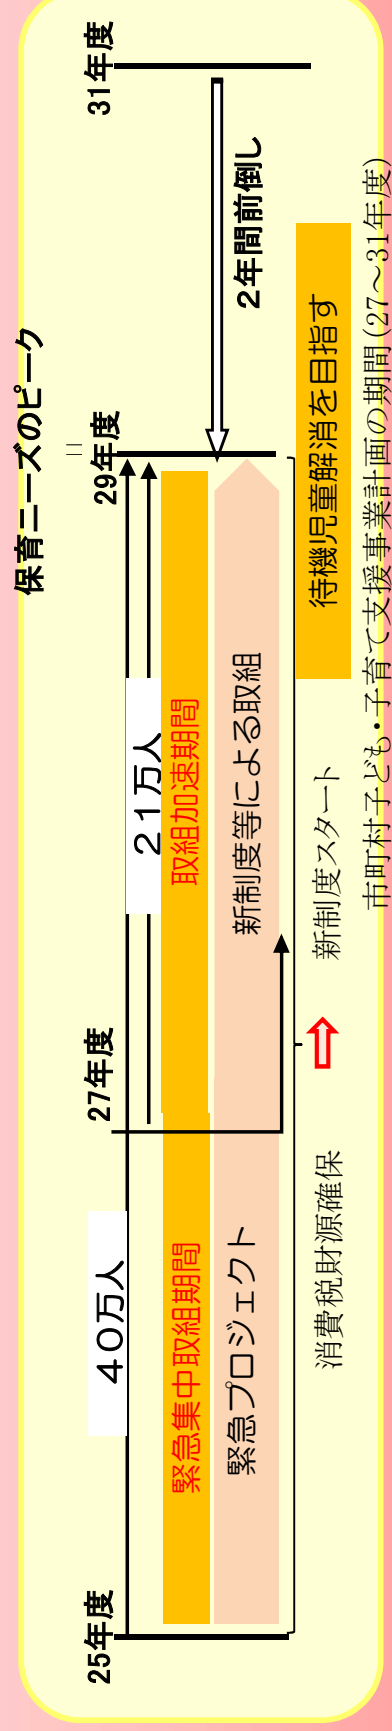 保育ニーズのピーク
＝
25年度
27年度
29年度
31年度
４０万人
２１万人
２年間前倒し
緊急集中取組期間
取組加速期間
緊急プロジェクト
新制度等による取組
待機児童解消を目指す
消費税財源確保
新制度スタート
市町村子ども・子育て支援事業計画の期間(27～31年度)